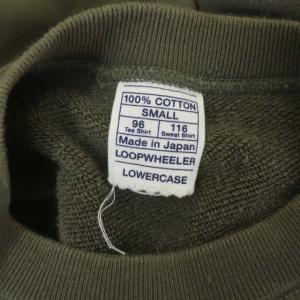 100% COTTON
SMALL
96 116
Tee Shirt Sweat Shirt
Made in Japan
LOOPWHEELER
LOWERCASE